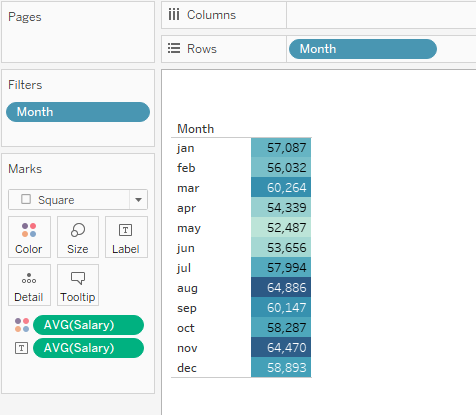 Pages
Columns
Rows
Month
Filters
Month
Marks
Square
Color
Size
Label
Detail
Tooltip
AVG(Salary)
AVG(Salary)
Month
jan 57,087
feb 56,032
mar 60,264
apr 54,339
may 52,487
jun 53,656
jul 57,994
aug 64,886
sep 60,147
oct 58,287
nov 64,470
dec 58,893